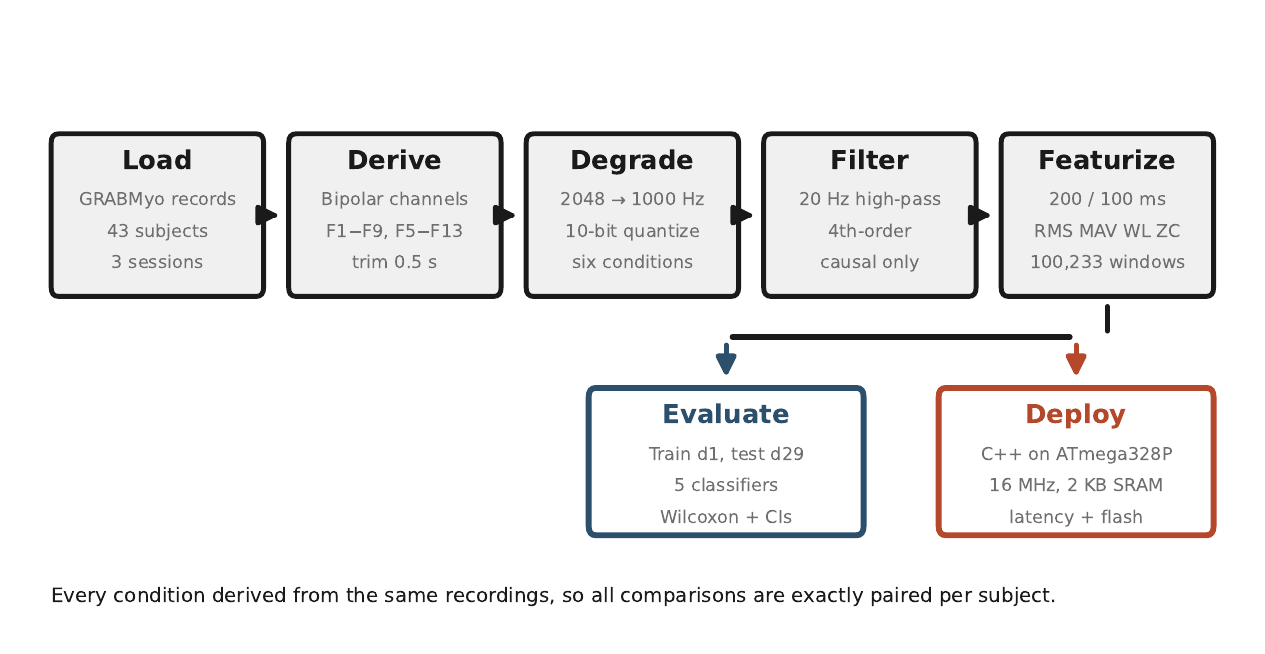 Load
GRABMyo records
43 subjects
3 sessions
Derive
Bipolar channels
F1−F9, F5−F13
trim 0.5 s
Degrade
2048 → 1000 Hz
10-bit quantize
six conditions
Filter
20 Hz high-pass
4th-order
causal only
Featurize
200 / 100 ms
RMS MAV WL ZC
100,233 windows
Evaluate
Train d1, test d29
5 classifiers
Wilcoxon + CIs
Deploy
C++ on ATmega328P
16 MHz, 2 KB SRAM
latency + flash
Every condition derived from the same recordings, so all comparisons are exactly paired per subject.